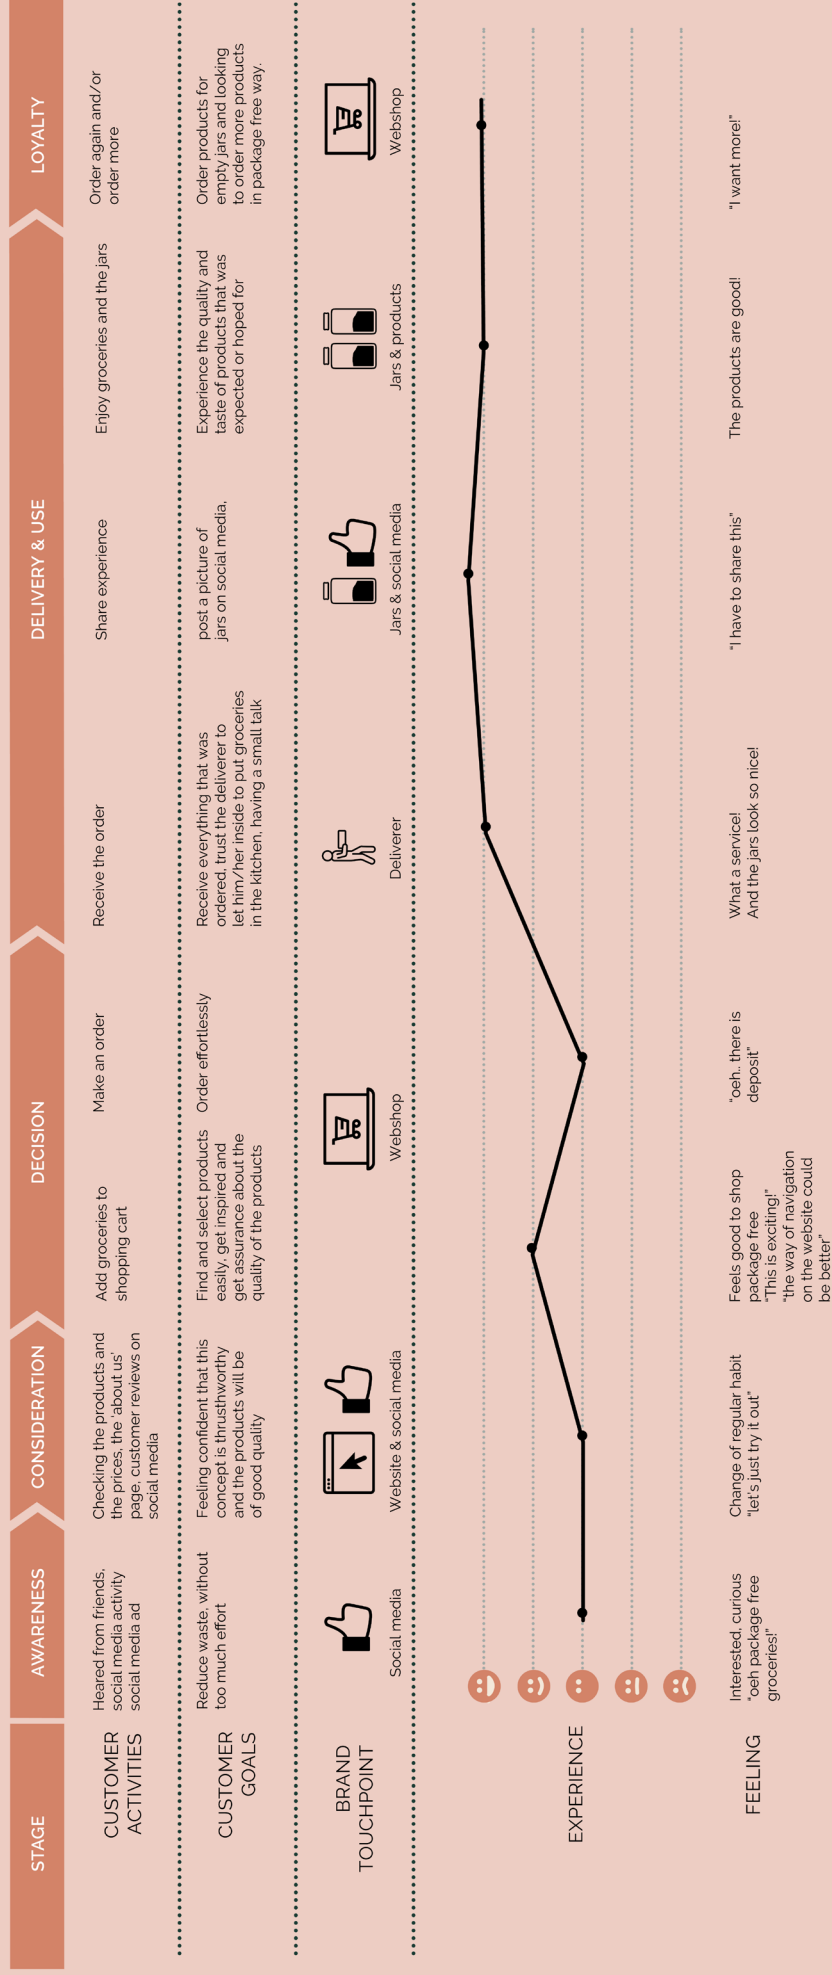 STAGE
AWARENESS
CONSIDERATION
DECISION
DELIVERY & USE
LOYALTY
CUSTOMER
ACTIVITIES
Heared from friends,
social media activity
social media ad
Checking the products and
the prices, the 'about us'
page, customer reviews on
social media
Add groceries to
shopping cart
Make an order
Receive the order
Share experience
Enjoy groceries and the jars
Order again and/or
order more
CUSTOMER
GOALS
Reduce waste, without
too much effort
Feeling confident that this
concept is thrusthworthy
and the products will be
of good quality
Find and select products
easily, get inspired and
get assurance about the
quality of the products
Order effortlessly
Receive everything that was
ordered, trust the deliverer to
let him/her inside to put groceries
in the kitchen, having a small talk
post a picture of
jars on social media,
Experience the quality and
taste of products that was
expected or hoped for
Order products for
empty jars and looking
to order more products
in package free way.
BRAND
TOUCHPOINT
Social media
Website & social media
Webshop
Deliverer
Jars & social media
Jars & products
Webshop
EXPERIENCE
FEELING
Interested, curious
"oeh package free
groceries!"
Change of regular habit
"let's just try it out"
Feels good to shop
package free
"This is exciting!"
"the way of navigation
on the website could
be better"
"oeh.. there is
deposit"
What a service!
And the jars look so nice!
"I have to share this"
The products are good!
"I want more!"